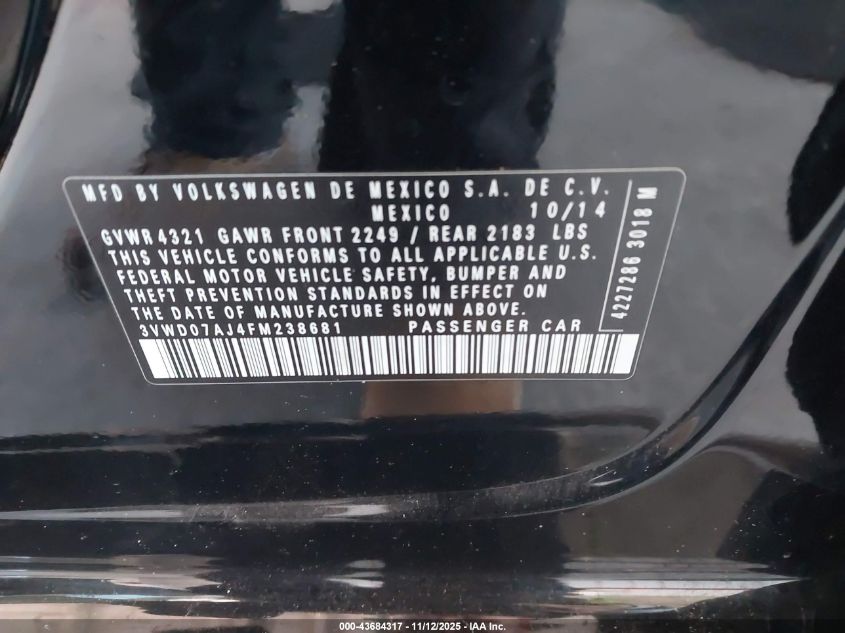 MFD BY VOLKSWAGEN DE MEXICO S.A. DE C.V.
MEXICO 10/14
GVWR 4321 GAWR FRONT 2249 / REAR 2183 LBS
THIS VEHICLE CONFORMS TO ALL APPLICABLE U.S.
FEDERAL MOTOR VEHICLE SAFETY, BUMPER AND
THEFT PREVENTION STANDARDS IN EFFECT ON
THE DATE OF MANUFACTURE SHOWN ABOVE.
3VWD07AJ4FM238681 PASSENGER CAR
4227286 3018 M
000-43684317 - 11/12/2025 - IAA Inc.